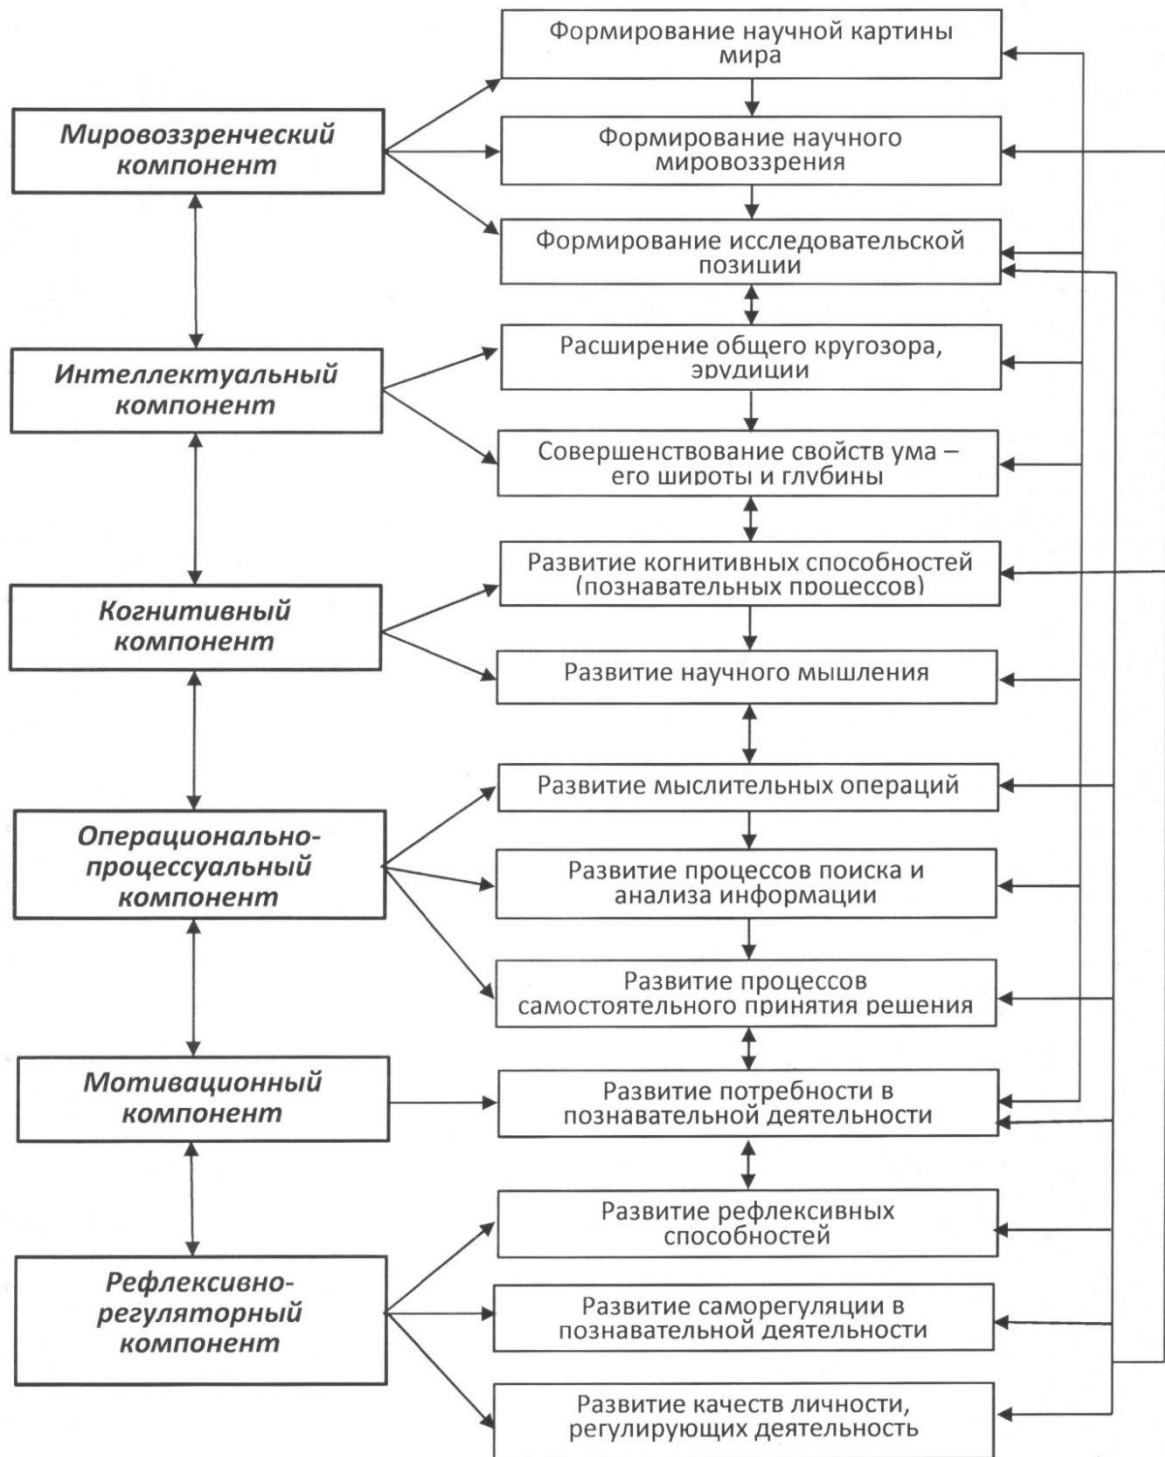 Формирование научной картины
мира
Мировоззренческий
компонент
Формирование научного
мировоззрения
Формирование исследовательской
позиции
Интеллектуальный
компонент
Расширение общего кругозора,
эрудиции
Совершенствование свойств ума –
его широты и глубины
Когнитивный
компонент
Развитие когнитивных способностей
(познавательных процессов)
Развитие научного мышления
Операционально-
процессуальный
компонент
Развитие мыслительных операций
Развитие процессов поиска и
анализа информации
Развитие процессов
самостоятельного принятия решения
Мотивационный
компонент
Развитие потребности в
познавательной деятельности
Рефлексивно-
регуляторный
компонент
Развитие рефлексивных
способностей
Развитие саморегуляции в
познавательной деятельности
Развитие качеств личности,
регулирующих деятельность